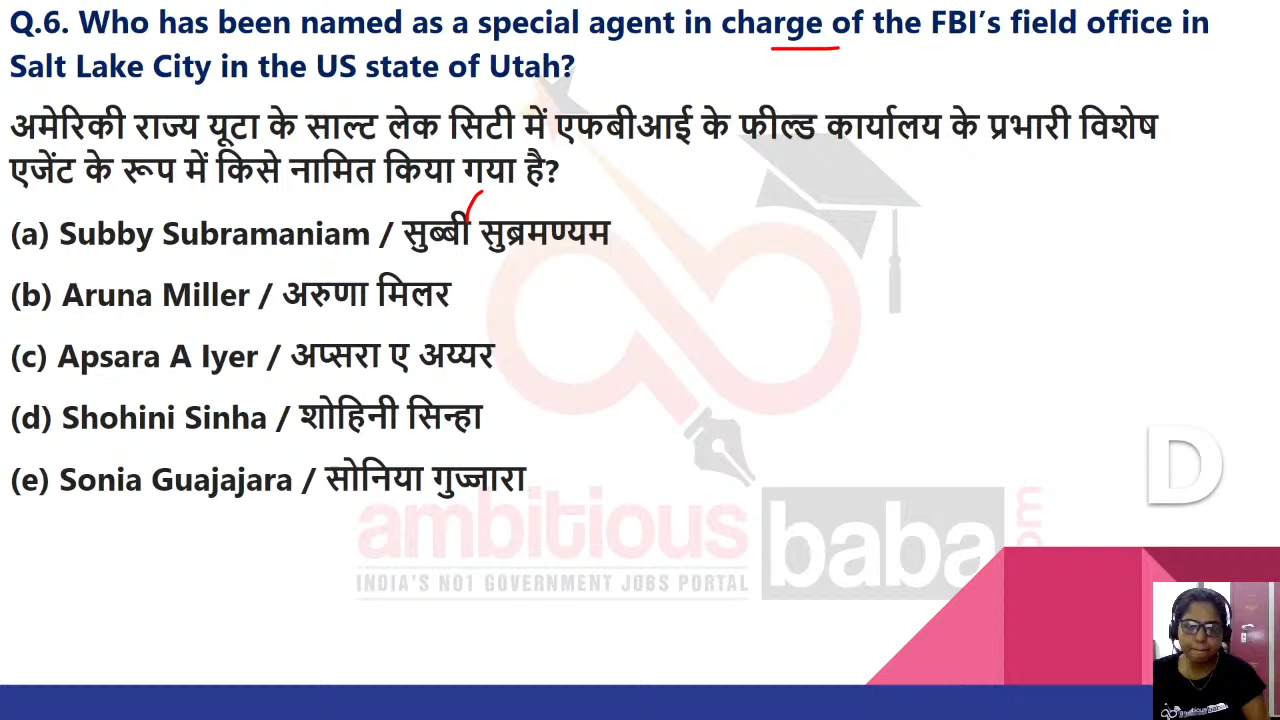 Q.6. Who has been named as a special agent in charge of the FBI’s field office in
Salt Lake City in the US state of Utah?
अमेरिकी राज्य यूटा के साल्ट लेक सिटी में एफबीआई के फील्ड कार्यालय के प्रभारी विशेष
एजेंट के रूप में किसे नामित किया गया है?
(a) Subby Subramaniam / सुब्बी सुब्रमण्यम
(b) Aruna Miller / अरुणा मिलर
(c) Apsara A Iyer / अप्सरा ए अय्यर
(d) Shohini Sinha / शोहिनी सिन्हा
(e) Sonia Guajajara / सोनिया गुज्जारा
D
ambitious baba
INDIA'S NO1 GOVERNMENT JOBS PORTAL